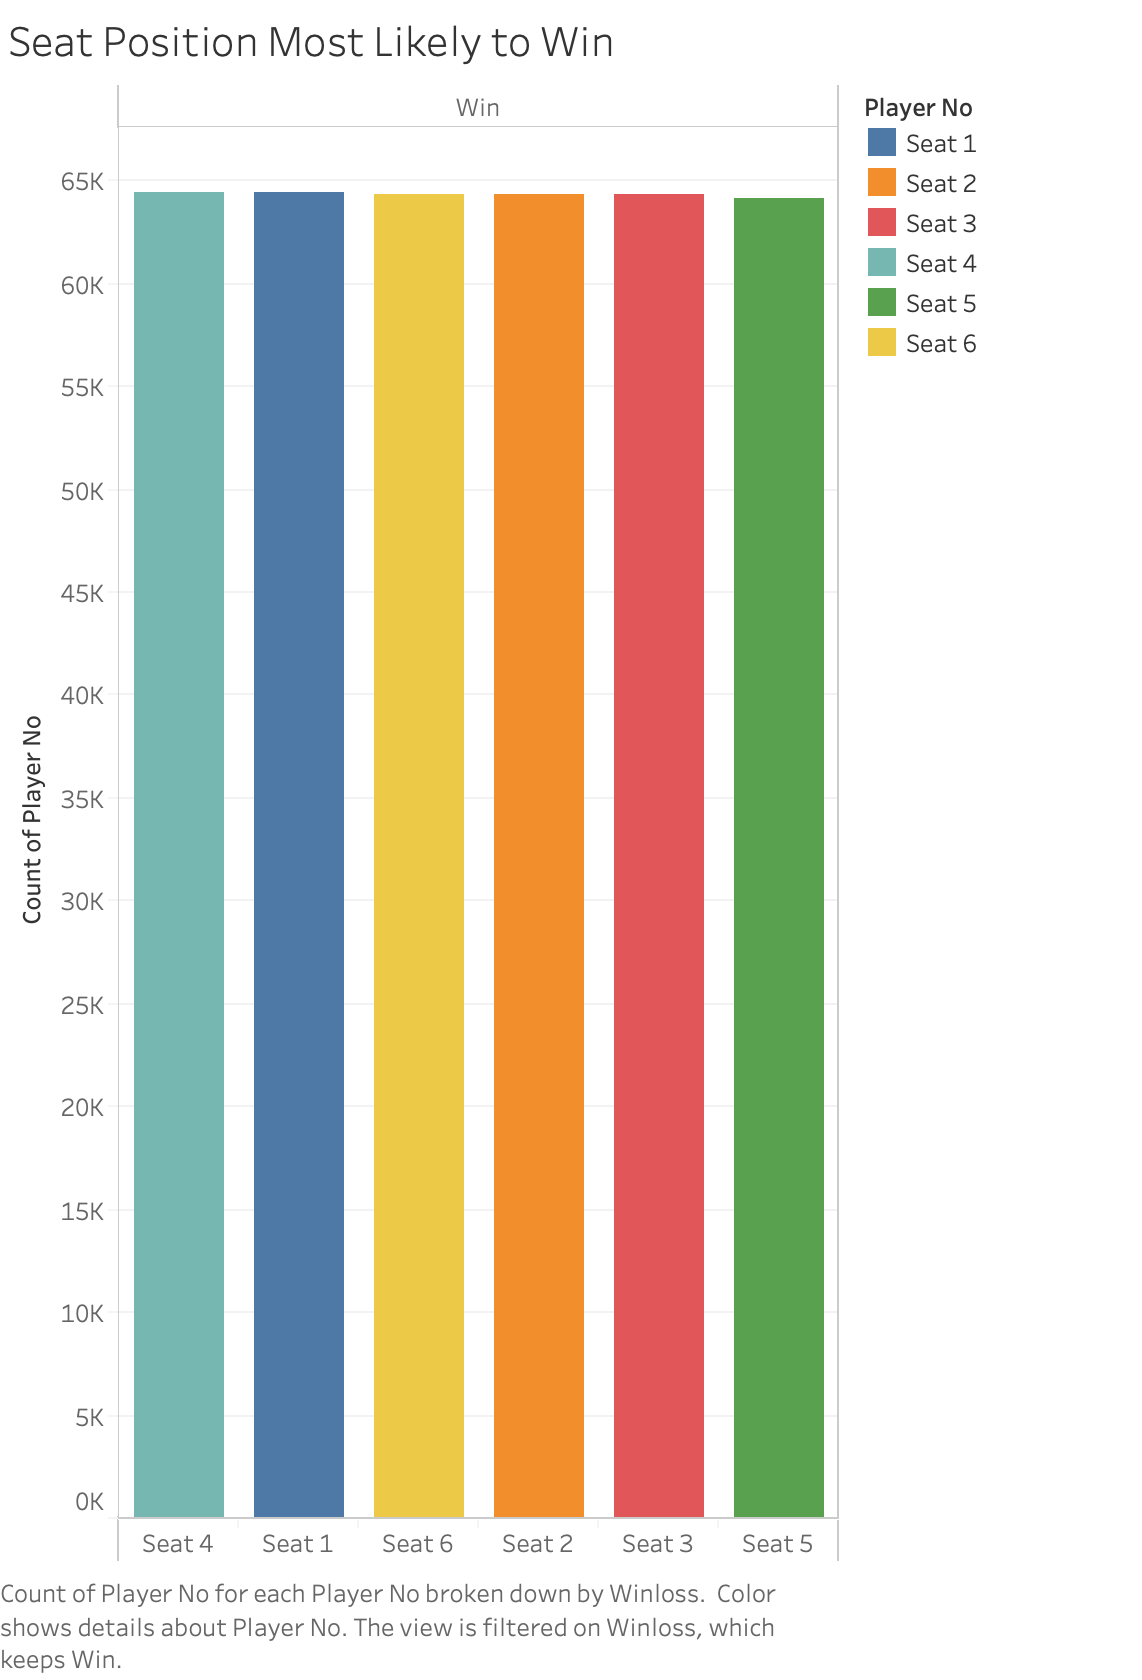 Seat Position Most Likely to Win
Win
Player No
Seat 1
Seat 2
Seat 3
Seat 4
Seat 5
Seat 6
65K
60K
55K
50K
45K
40K
35K
30K
25K
20K
15K
10K
5K
0K
Count of Player No
Seat 4 Seat 1 Seat 6 Seat 2 Seat 3 Seat 5
Count of Player No for each Player No broken down by Winloss.  Color
shows details about Player No. The view is filtered on Winloss, which
keeps Win.